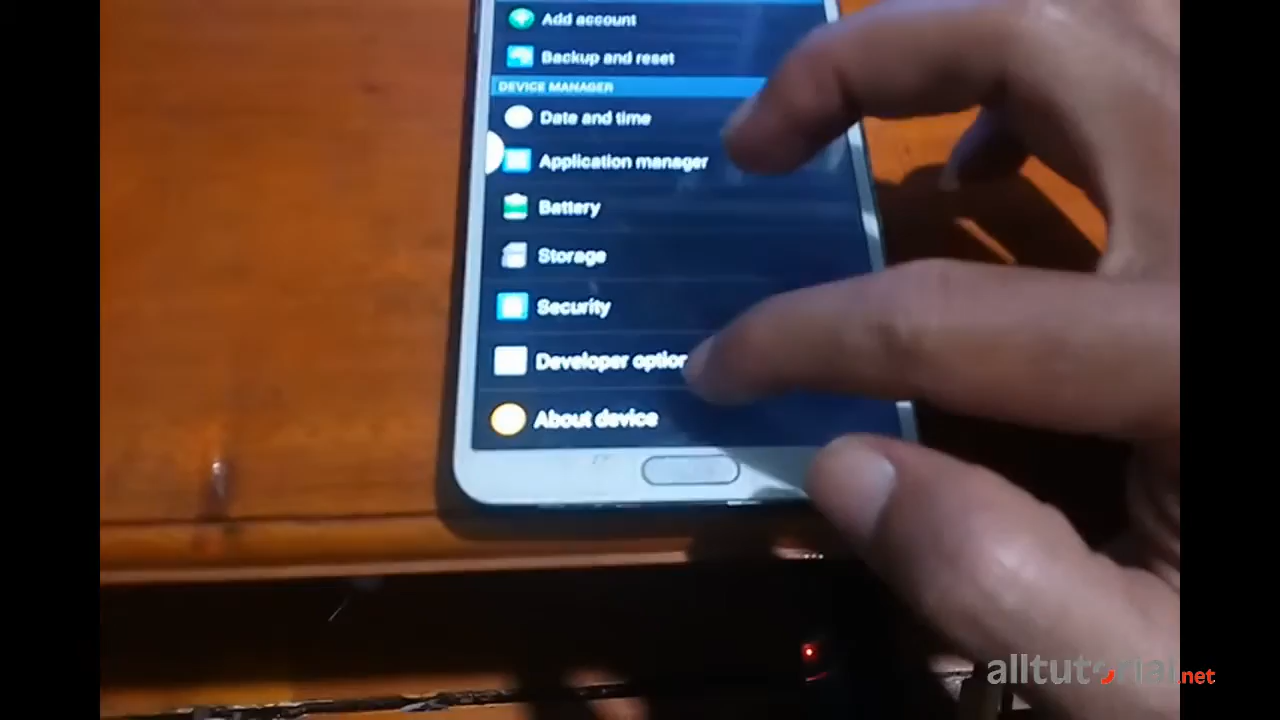 Add account
Backup and reset
DEVICE MANAGER
Date and time
Application manager
Battery
Storage
Security
Developer option
About device
alltutorial.net